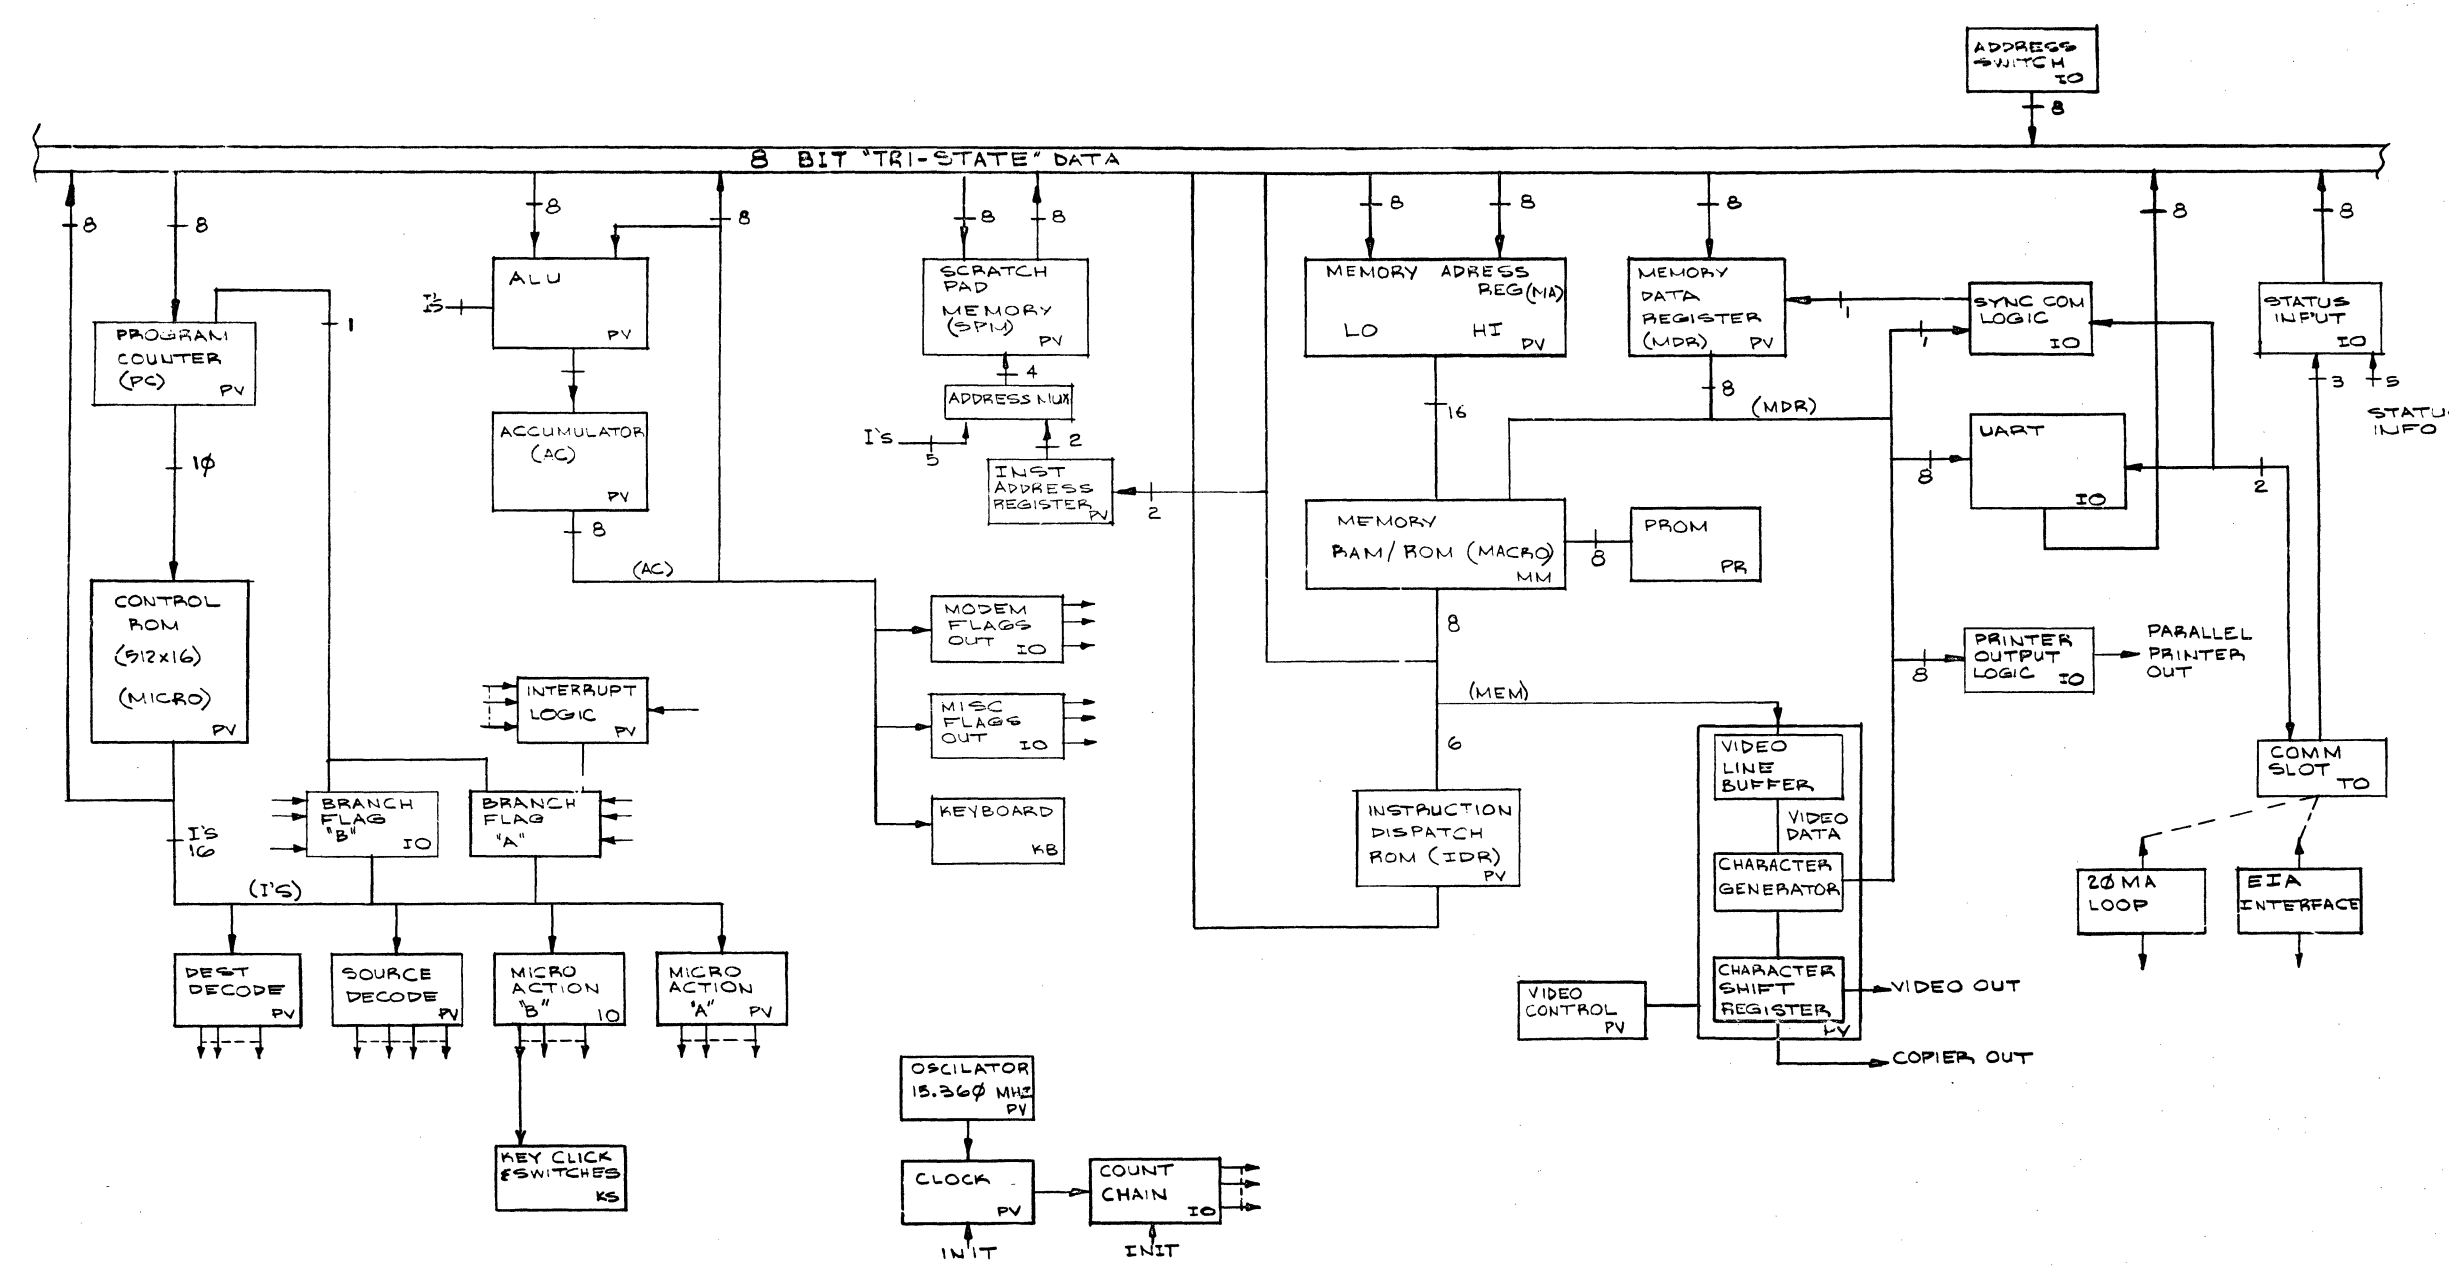 ADDRESS
SWITCH
IO
8
8 BIT "TRI-STATE" DATA
8
8
8
8
8
8
8
8
8
8
8
PROGRAM
COUNTER
(PC)
PV
1
10
CONTROL
ROM
(512X16)
(MICRO)
PV
I'S
16
(I'S)
ALU
PV
I'S
ACCUMULATOR
(AC)
PV
8
(AC)
SCRATCH
PAD
MEMORY
(SPM)
PV
4
ADDRESS MUX
I'S
5
2
INST
ADDRESS
REGISTER
PV
2
MODEM
FLAGS
OUT
IO
MISC
FLAGS
OUT
IO
KEYBOARD
KB
INTERRUPT
LOGIC
PV
BRANCH
FLAG
"B"
IO
BRANCH
FLAG
"A"
DEST
DECODE
PV
SOURCE
DECODE
PV
MICRO
ACTION
"B"
IO
MICRO
ACTION
"A"
PV
KEY CLICK
& SWITCHES
KS
OSCILATOR
15.360 MHZ
PV
CLOCK
PV
INIT
COUNT
CHAIN
IO
INIT
MEMORY ADRESS
REG (MA)
LO HI
PV
16
MEMORY
DATA
REGISTER
(MDR)
PV
8
(MDR)
MEMORY
RAM/ROM (MACRO)
MM
8
PROM
PR
8
(MEM)
6
INSTRUCTION
DISPATCH
ROM (IDR)
PV
VIDEO
LINE
BUFFER
VIDEO
DATA
CHARACTER
GENERATOR
CHARACTER
SHIFT
REGISTER
PV
VIDEO
CONTROL
PV
VIDEO OUT
COPIER OUT
SYNC COM
LOGIC
IO
1
1
UART
IO
8
2
PRINTER
OUTPUT
LOGIC
IO
8
PARALLEL
PRINTER
OUT
STATUS
INPUT
IO
3
5
STATU
INFO
COMM
SLOT
TO
20 MA
LOOP
EIA
INTERFACE